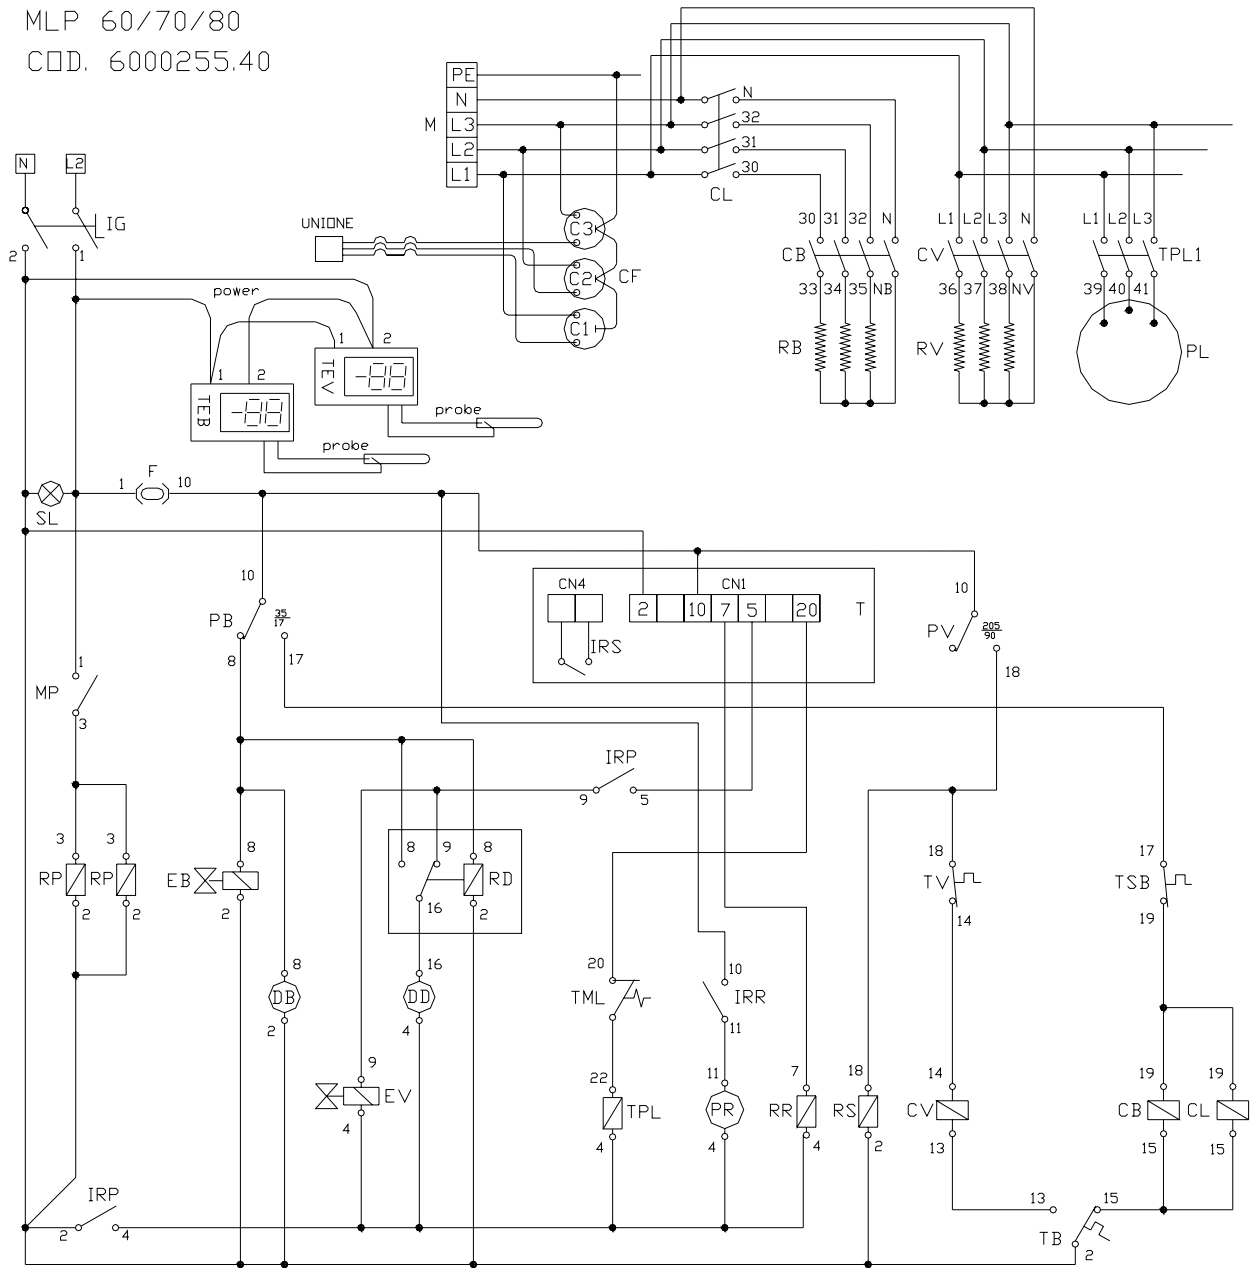 MLP 60/70/80
COD. 6000255.40
PE
N N
M L3 32
L2 31
L1 30
CL
N L2
IG
2 1
UNIONE
C3
C2 CF
C1
30 31 32 N L1 L2 L3 N L1 L2 L3
CB CV TPL1
33 34 35 NB 36 37 38 NV 39 40 41
RB RV PL
power
1 2
TEV -88
1 2
TEB -88
probe
probe
F
1 10
SL
CN4 CN1
2 10 7 5 20 T
IRS
10
PB 35/17
8 17
10
PV 205/90
18
1
MP
3
IRP
9 5
3 3
RP RP
2 2
8
EB
2
8 9 8
RD
16 2
18
TV
14
17
TSB
19
8
DB
2
16
DD
4
20
TML
10
IRR
11
9
EV
4
22
TPL
4
11
PR
4
7
RR
4
18
RS
2
14
CV
13
19 19
CB CL
15 15
IRP
2 4
13 15
TB
2